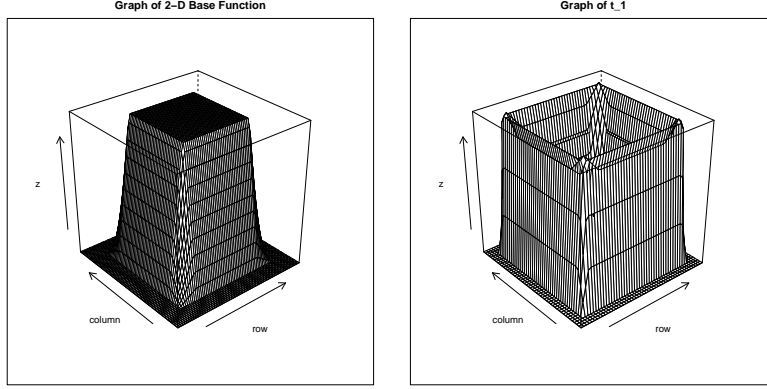 Graph of 2−D Base Function
z
column
row
Graph of t_1
z
column
row